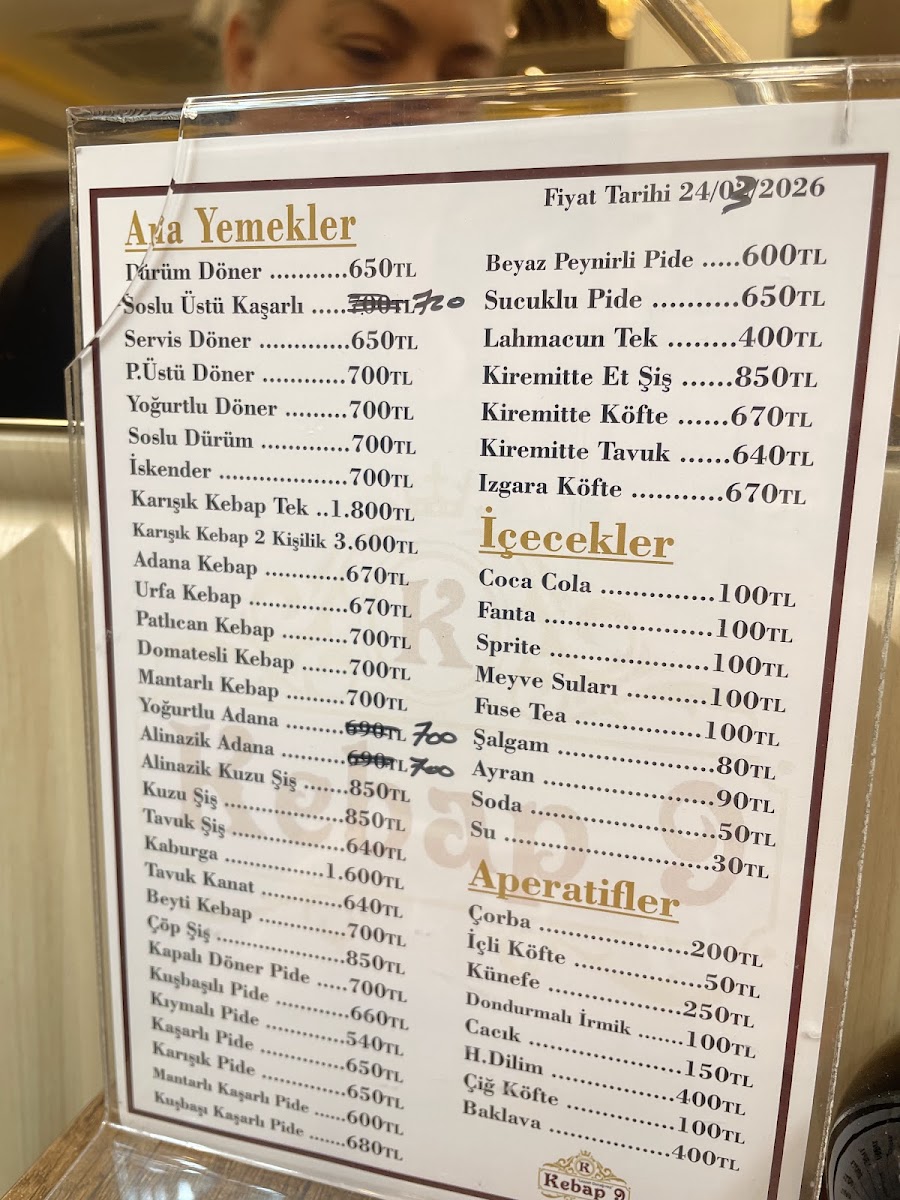 Fiyat Tarihi 24/03/2026
Ana Yemekler
Dürüm Döner ...........650TL
Soslu Üstü Kaşarlı .....700TL 720
Servis Döner .............650TL
P.Üstü Döner ............700TL
Yoğurtlu Döner .........700TL
Soslu Dürüm .............700TL
İskender ...................700TL
Karışık Kebap Tek ..1.800TL
Karışık Kebap 2 Kişilik 3.600TL
Adana Kebap ............670TL
Urfa Kebap ...............670TL
Patlıcan Kebap ..........700TL
Domatesli Kebap .......700TL
Mantarlı Kebap .........700TL
Yoğurtlu Adana .........690TL 700
Alinazik Adana ..........690TL 700
Alinazik Kuzu Şiş .......850TL
Kuzu Şiş ..................850TL
Tavuk Şiş .................640TL
Kaburga ...............1.600TL
Tavuk Kanat .............640TL
Beyti Kebap .............700TL
Çöp Şiş ...................850TL
Kapalı Döner Pide .....700TL
Kuşbaşılı Pide ...........660TL
Kıymalı Pide ............540TL
Kaşarlı Pide .............650TL
Karışık Pide .............650TL
Mantarlı Kaşarlı Pide ......600TL
Kuşbaşı Kaşarlı Pide .......680TL
Beyaz Peynirli Pide .....600TL
Sucuklu Pide ..........650TL
Lahmacun Tek ........400TL
Kiremitte Et Şiş ......850TL
Kiremitte Köfte ......670TL
Kiremitte Tavuk ......640TL
Izgara Köfte ...........670TL
İçecekler
Coca Cola ..............100TL
Fanta .....................100TL
Sprite ....................100TL
Meyve Suları ..........100TL
Fuse Tea ................100TL
Şalgam ...................80TL
Ayran .....................90TL
Soda .......................50TL
Su ..........................30TL
Aperatifler
Çorba ...................200TL
İçli Köfte ................50TL
Künefe .................250TL
Dondurmalı İrmik .......100TL
Cacık ...................150TL
H.Dilim ................400TL
Çiğ Köfte ..............100TL
Baklava ................400TL
K
Kebap 9
K
Kebap 9